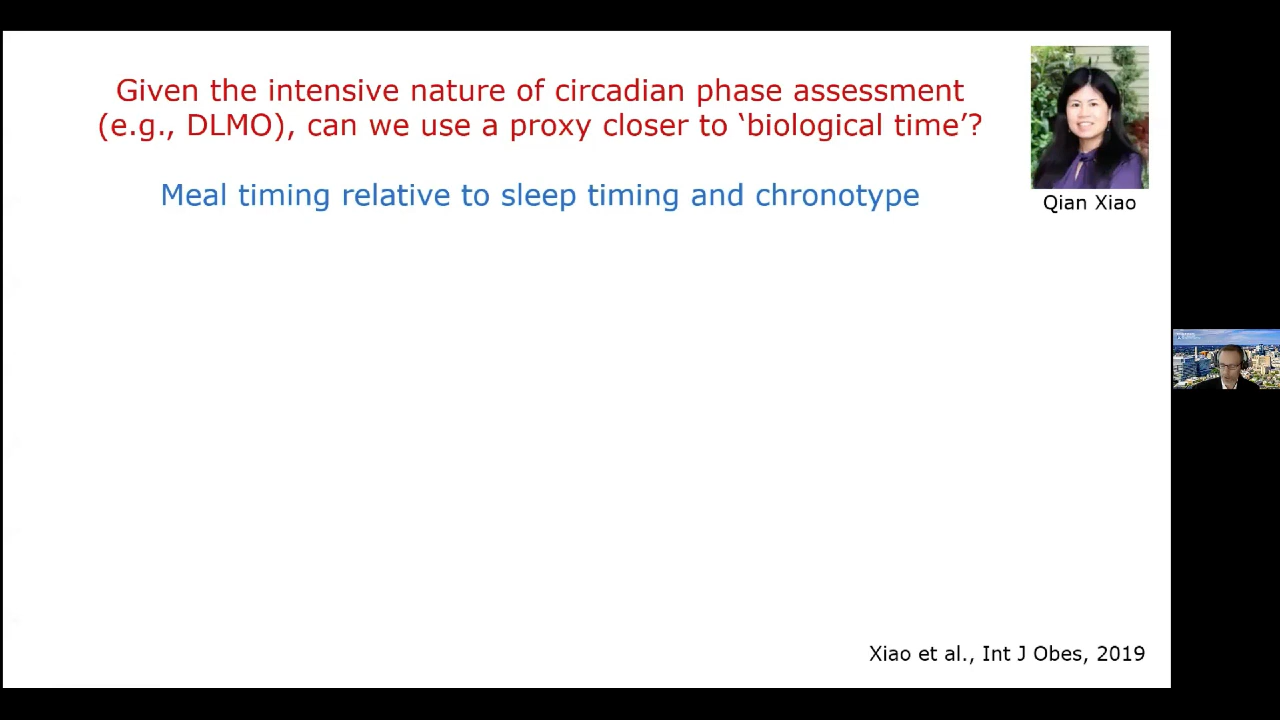 Given the intensive nature of circadian phase assessment
(e.g., DLMO), can we use a proxy closer to ‘biological time’?
Meal timing relative to sleep timing and chronotype
Qian Xiao
Xiao et al., Int J Obes, 2019